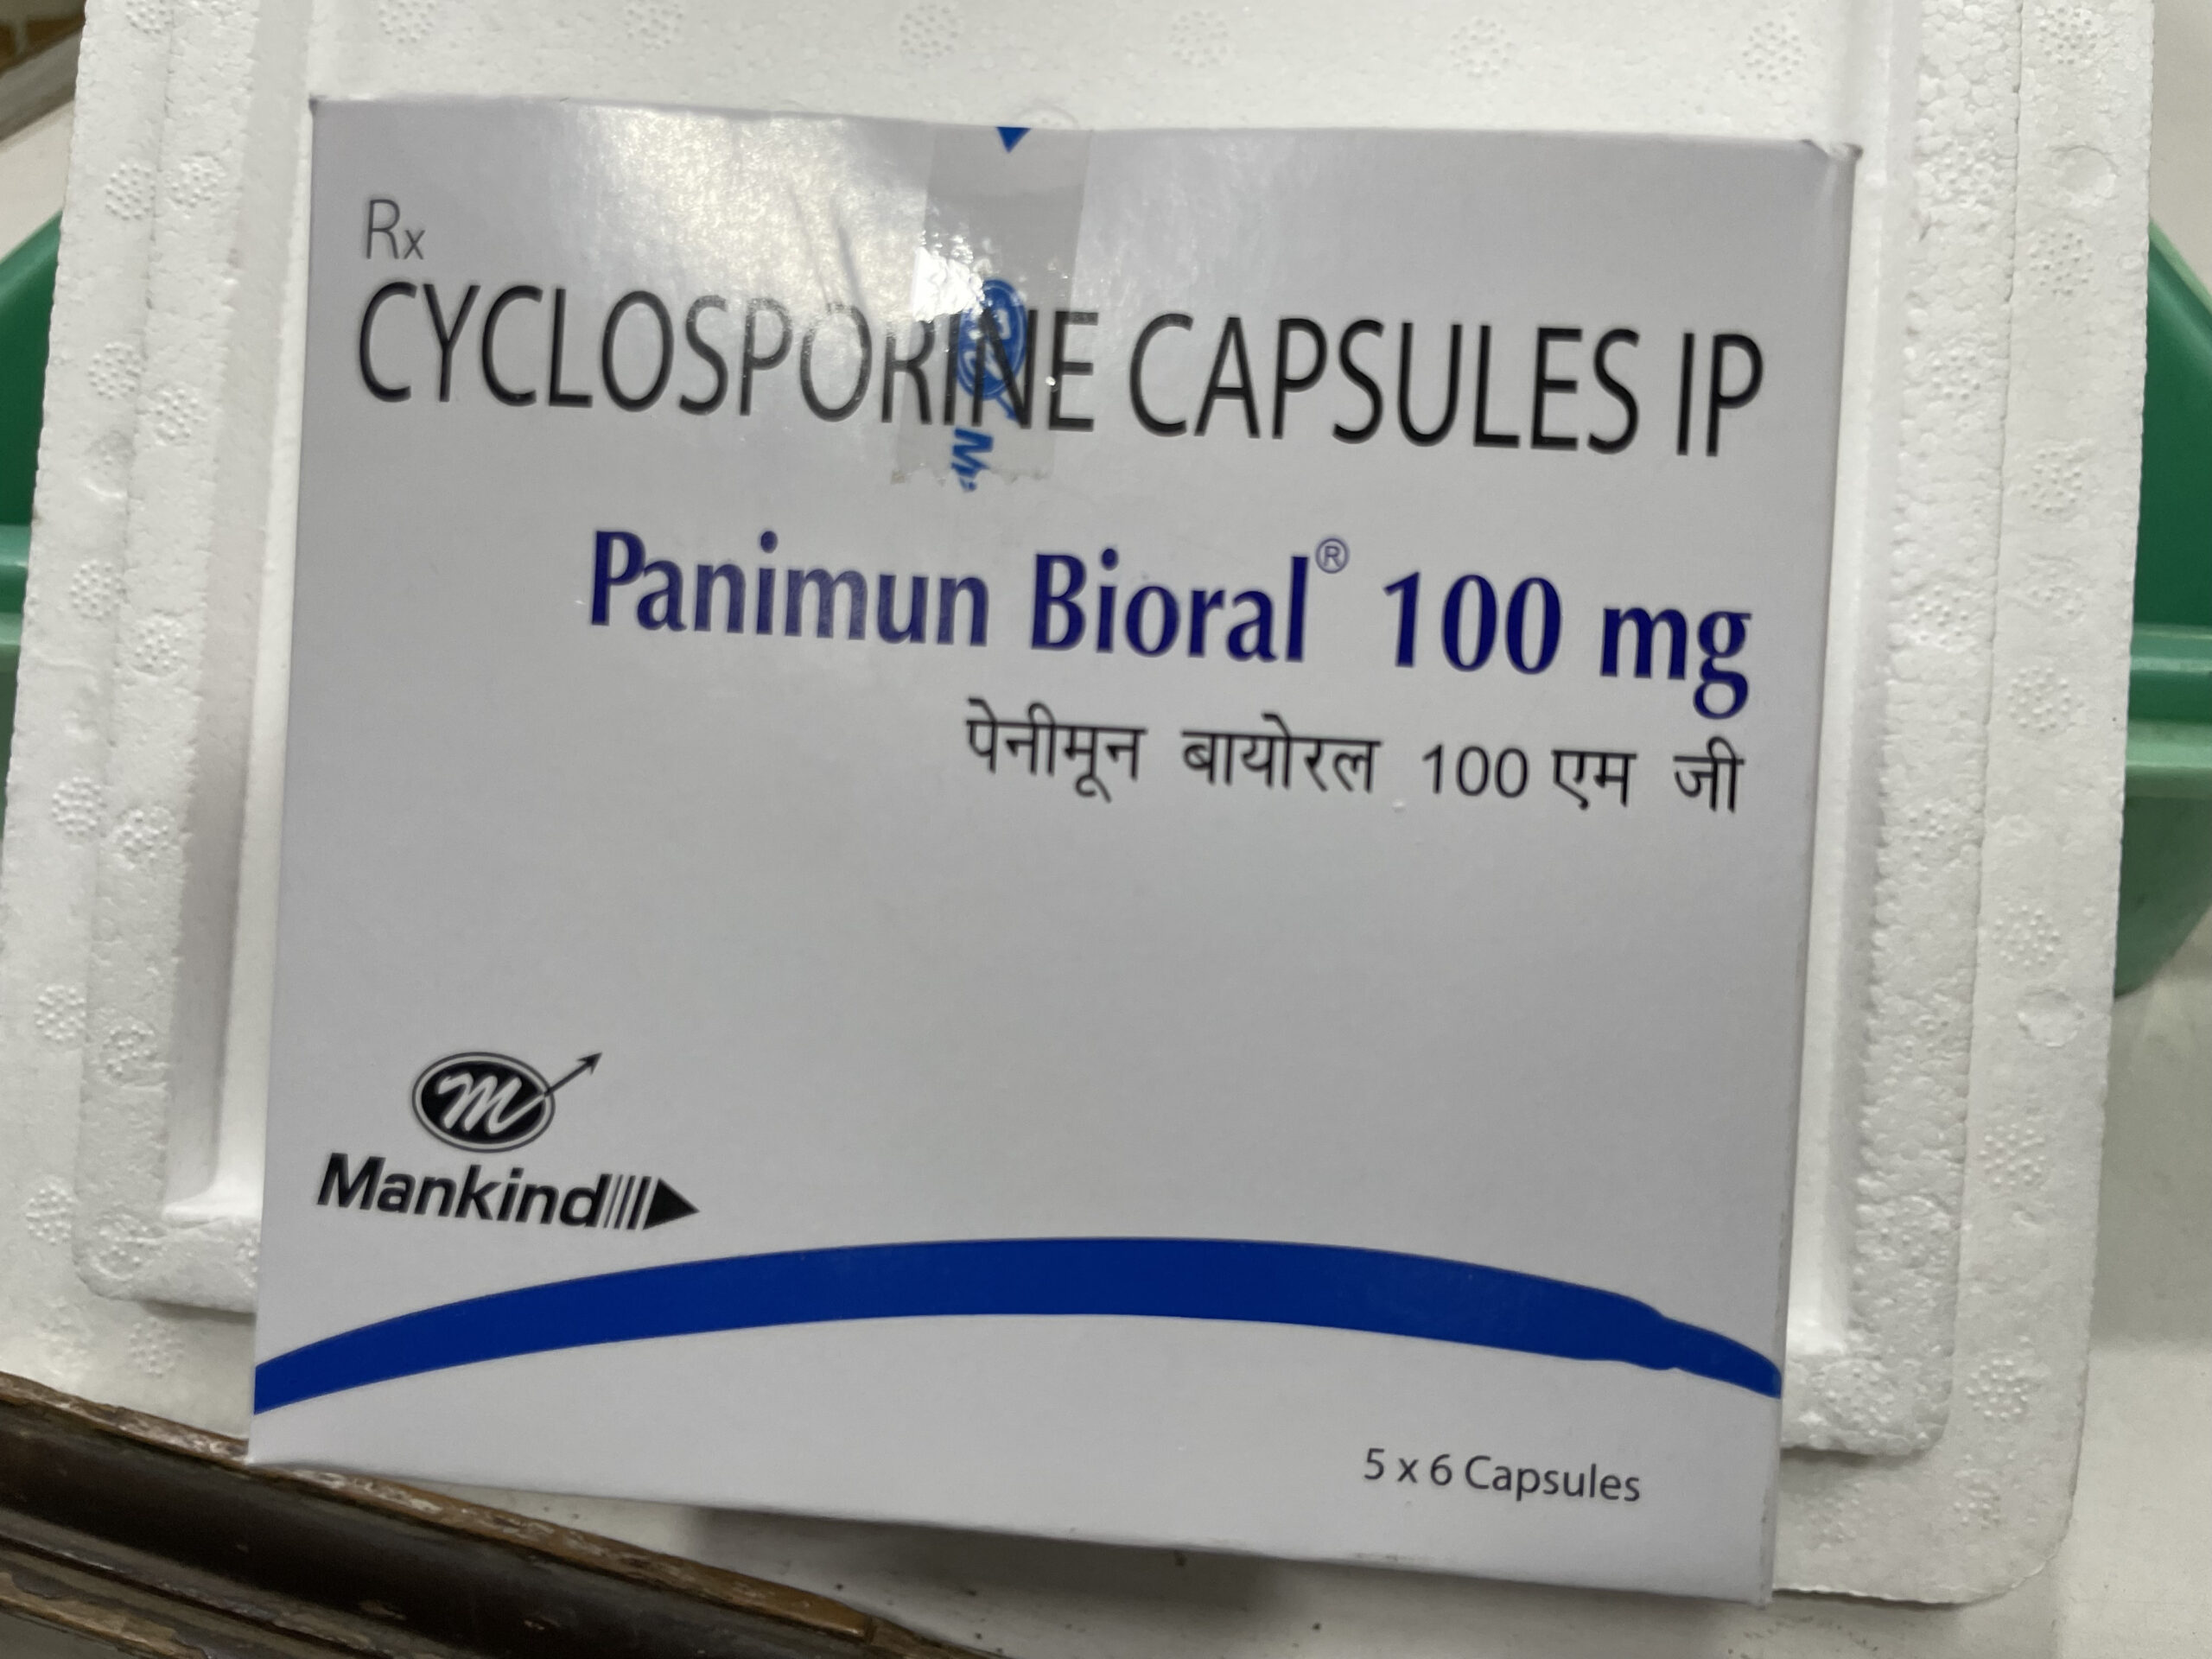 Rx
CYCLOSPORINE CAPSULES IP
Panimun Bioral® 100 mg
पेनीमून बायोरल 100 एम जी
m
Mankind
5 x 6 Capsules